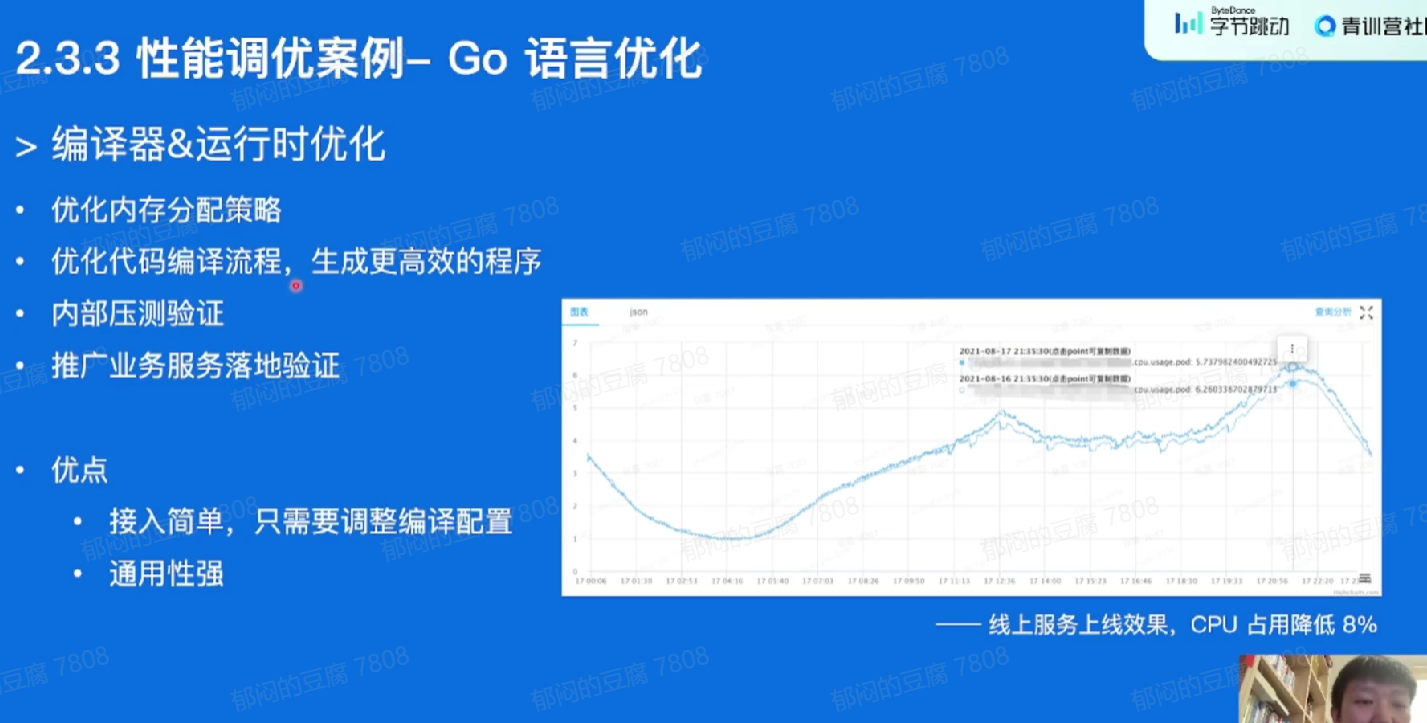 ByteDance
字节跳动
青训营社
2.3.3 性能调优案例- Go 语言优化
> 编译器&运行时优化
• 优化内存分配策略
• 优化代码编译流程，生成更高效的程序
• 内部压测验证
• 推广业务服务落地验证
• 优点
• 接入简单，只需要调整编译配置
• 通用性强
图表 json 查询分析
2021-08-17 21:35:30(点击point可复制数据)
.cpu.usage.pod: 5.737982400492725
2021-08-16 21:35:30(点击point可复制数据)
.cpu.usage.pod: 6.260338702879713
7
6
5
4
3
2
1
0
17 00:06 17 01:30 17 02:53 17 04:16 17 05:40 17 07:03 17 08:26 17 09:50 17 11:13 17 12:36 17 14:00 17 15:23 17 16:46 17 18:10 17 19:33 17 20:56 17 22:20
Highcharts.com
—— 线上服务上线效果，CPU 占用降低 8%
郁闷的豆腐 7808